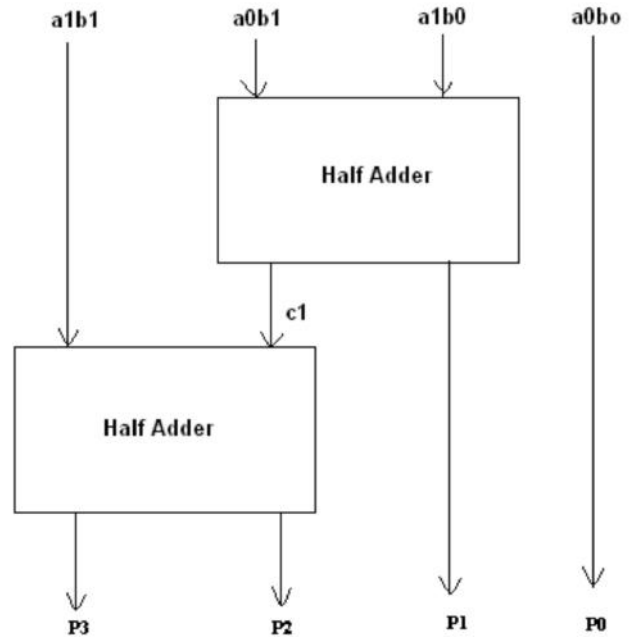 a1b1 a0b1 a1b0 a0bo
Half Adder
c1
Half Adder
P3 P2 P1 P0